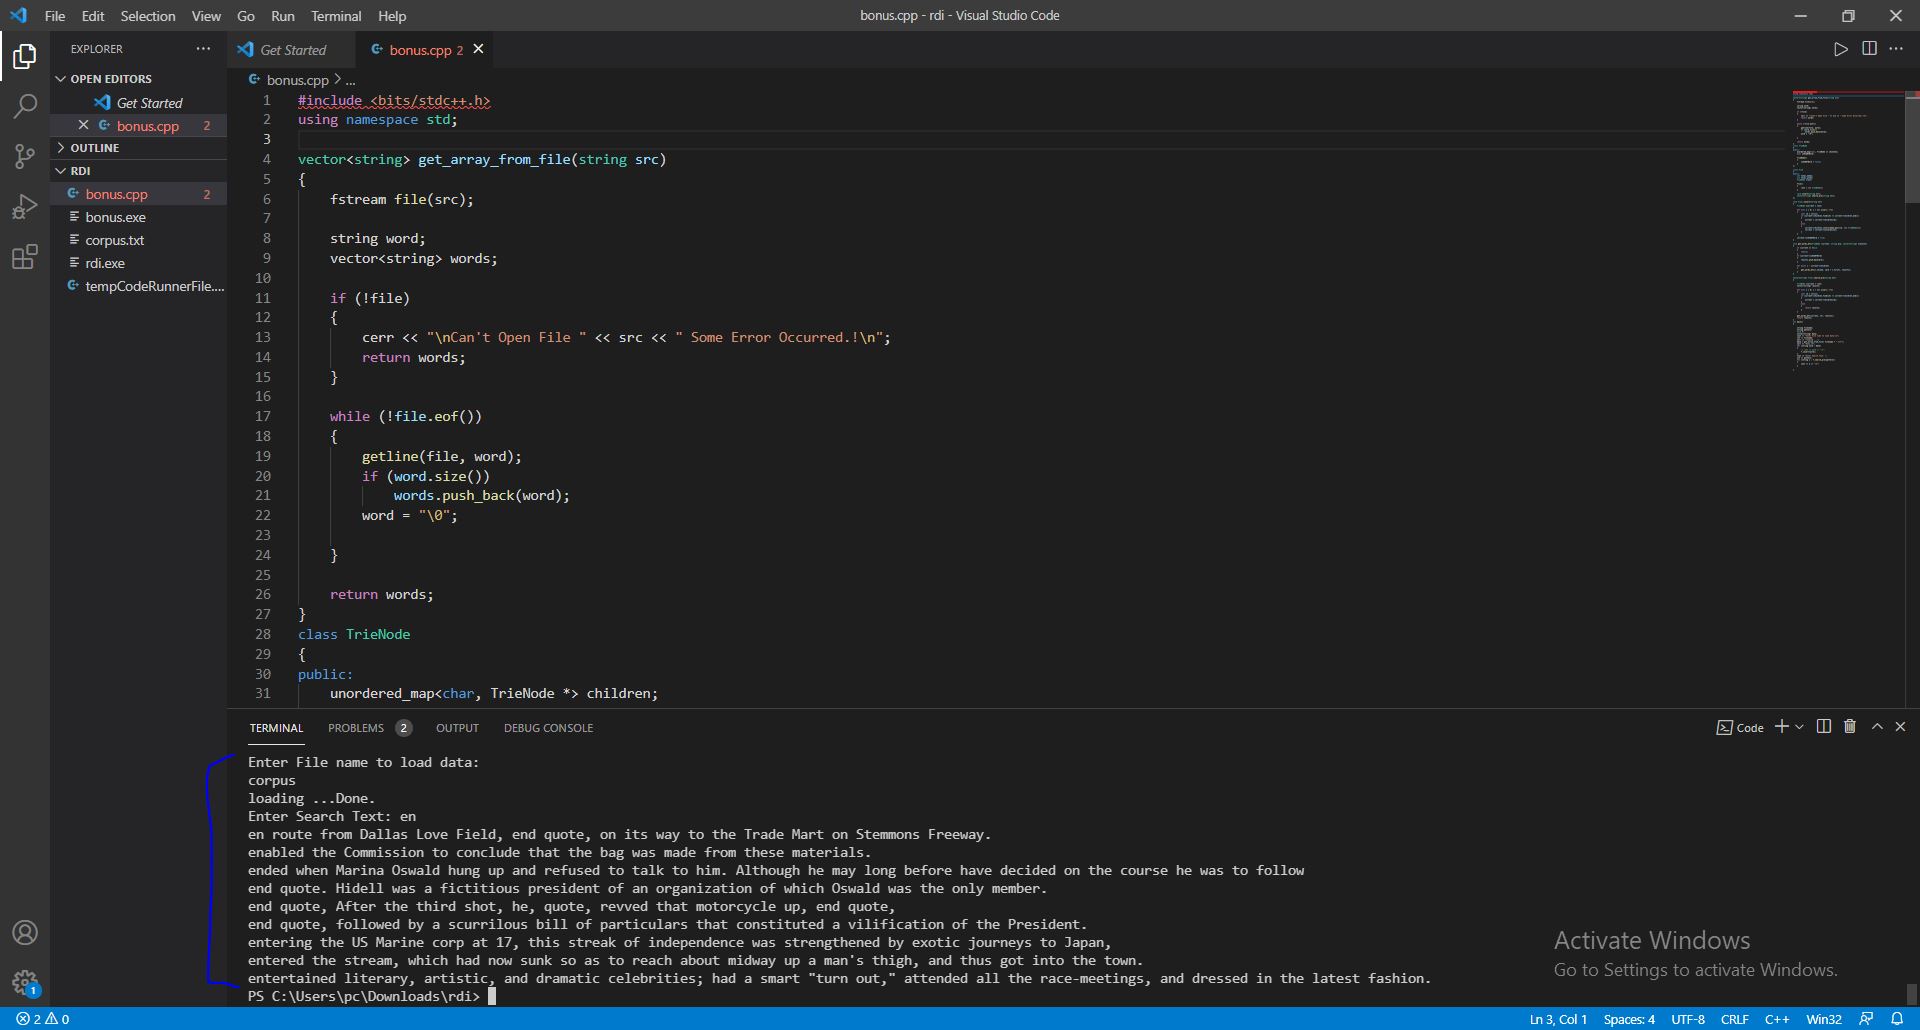 File Edit Selection View Go Run Terminal Help
bonus.cpp - rdi - Visual Studio Code
EXPLORER
OPEN EDITORS
Get Started
bonus.cpp 2
OUTLINE
RDI
bonus.cpp 2
bonus.exe
corpus.txt
rdi.exe
tempCodeRunnerFile....
Get Started
bonus.cpp 2
bonus.cpp > ...
1 #include <bits/stdc++.h>
2 using namespace std;
3
4 vector<string> get_array_from_file(string src)
5 {
6 fstream file(src);
7
8 string word;
9 vector<string> words;
10
11 if (!file)
12 {
13 cerr << "\nCan't Open File " << src << " Some Error Occurred.!\n";
14 return words;
15 }
16
17 while (!file.eof())
18 {
19 getline(file, word);
20 if (word.size())
21 words.push_back(word);
22 word = "\0";
23
24 }
25
26 return words;
27 }
28 class TrieNode
29 {
30 public:
31 unordered_map<char, TrieNode *> children;
TERMINAL PROBLEMS 2 OUTPUT DEBUG CONSOLE
Code
Enter File name to load data:
corpus
loading ...Done.
Enter Search Text: en
en route from Dallas Love Field, end quote, on its way to the Trade Mart on Stemmons Freeway.
enabled the Commission to conclude that the bag was made from these materials.
ended when Marina Oswald hung up and refused to talk to him. Although he may long before have decided on the course he was to follow
end quote. Hidell was a fictitious president of an organization of which Oswald was the only member.
end quote, After the third shot, he, quote, revved that motorcycle up, end quote,
end quote, followed by a scurrilous bill of particulars that constituted a vilification of the President.
entering the US Marine corp at 17, this streak of independence was strengthened by exotic journeys to Japan,
entered the stream, which had now sunk so as to reach about midway up a man's thigh, and thus got into the town.
entertained literary, artistic, and dramatic celebrities; had a smart "turn out," attended all the race-meetings, and dressed in the latest fashion.
PS C:\Users\pc\Downloads\rdi>
Activate Windows
Go to Settings to activate Windows.
1
2 0
Ln 3, Col 1 Spaces: 4 UTF-8 CRLF C++ Win32